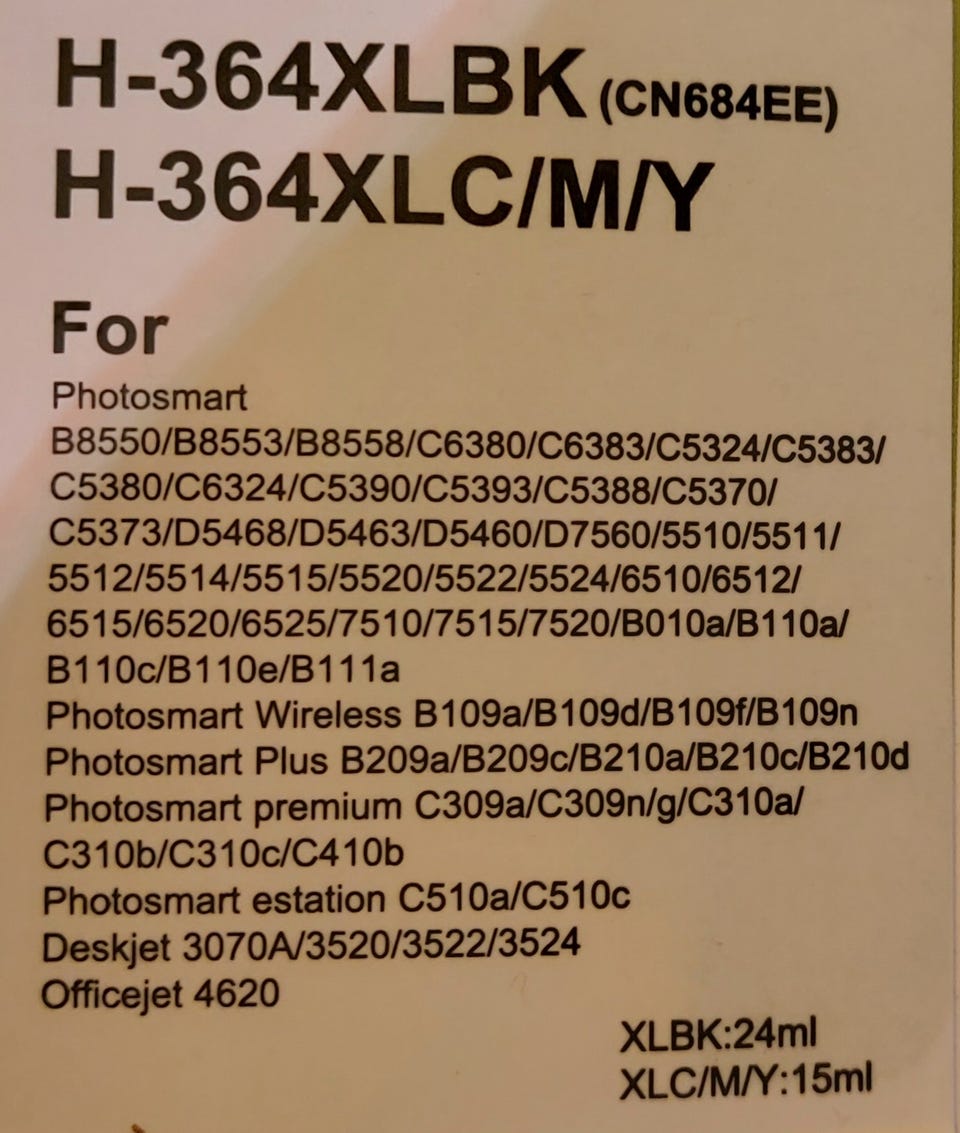 H-364XLBK (CN684EE)
H-364XLC/M/Y
For
Photosmart
B8550/B8553/B8558/C6380/C6383/C5324/C5383/
C5380/C6324/C5390/C5393/C5388/C5370/
C5373/D5468/D5463/D5460/D7560/5510/5511/
5512/5514/5515/5520/5522/5524/6510/6512/
6515/6520/6525/7510/7515/7520/B010a/B110a/
B110c/B110e/B111a
Photosmart Wireless B109a/B109d/B109f/B109n
Photosmart Plus B209a/B209c/B210a/B210c/B210d
Photosmart premium C309a/C309n/g/C310a/
C310b/C310c/C410b
Photosmart estation C510a/C510c
Deskjet 3070A/3520/3522/3524
Officejet 4620
XLBK:24ml
XLC/M/Y:15ml